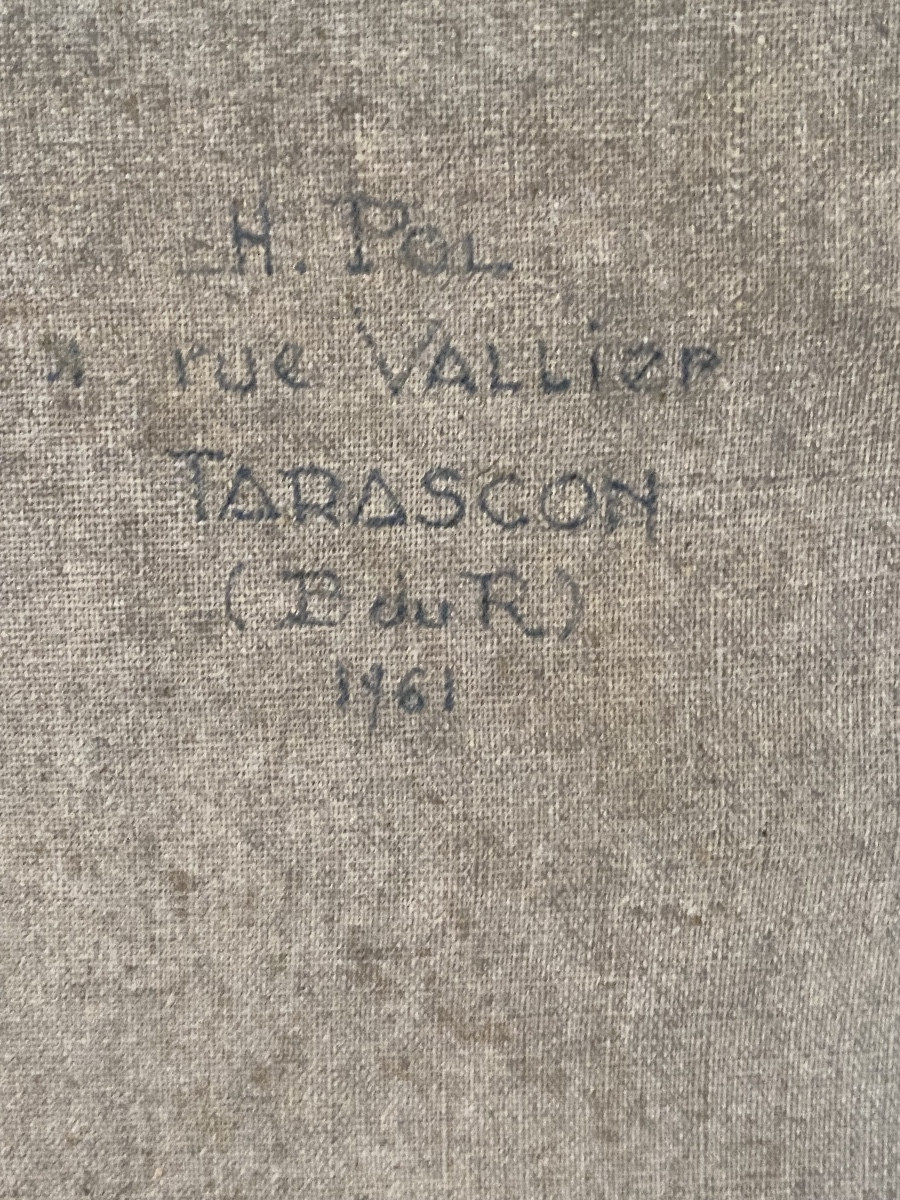 H. POL
rue VALLIER
TARASCON
(B du R)
1961